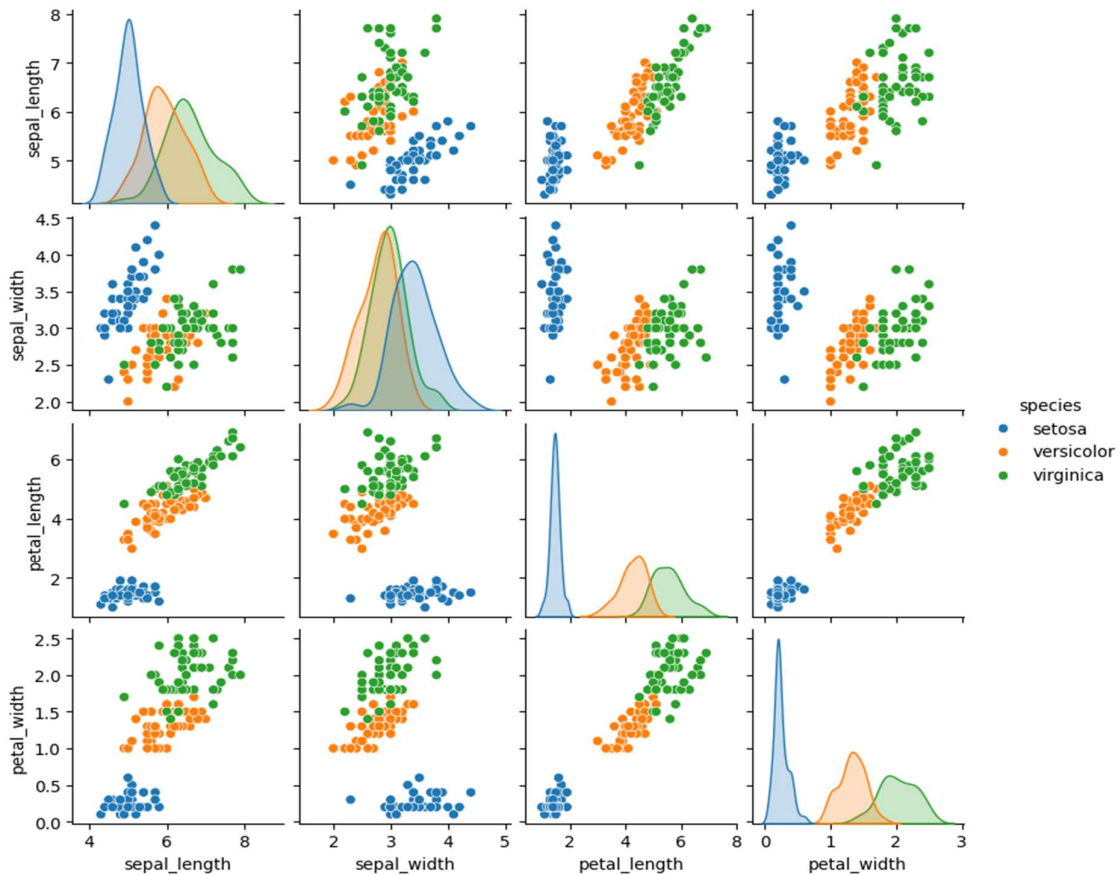 8
7
6
5
sepal_length
4.5
4.0
3.5
3.0
2.5
2.0
sepal_width
species
setosa
versicolor
virginica
6
4
2
petal_length
2.5
2.0
1.5
1.0
0.5
0.0
petal_width
4 6 8 2 3 4 5 2 4 6 8 0 1 2 3
sepal_length sepal_width petal_length petal_width